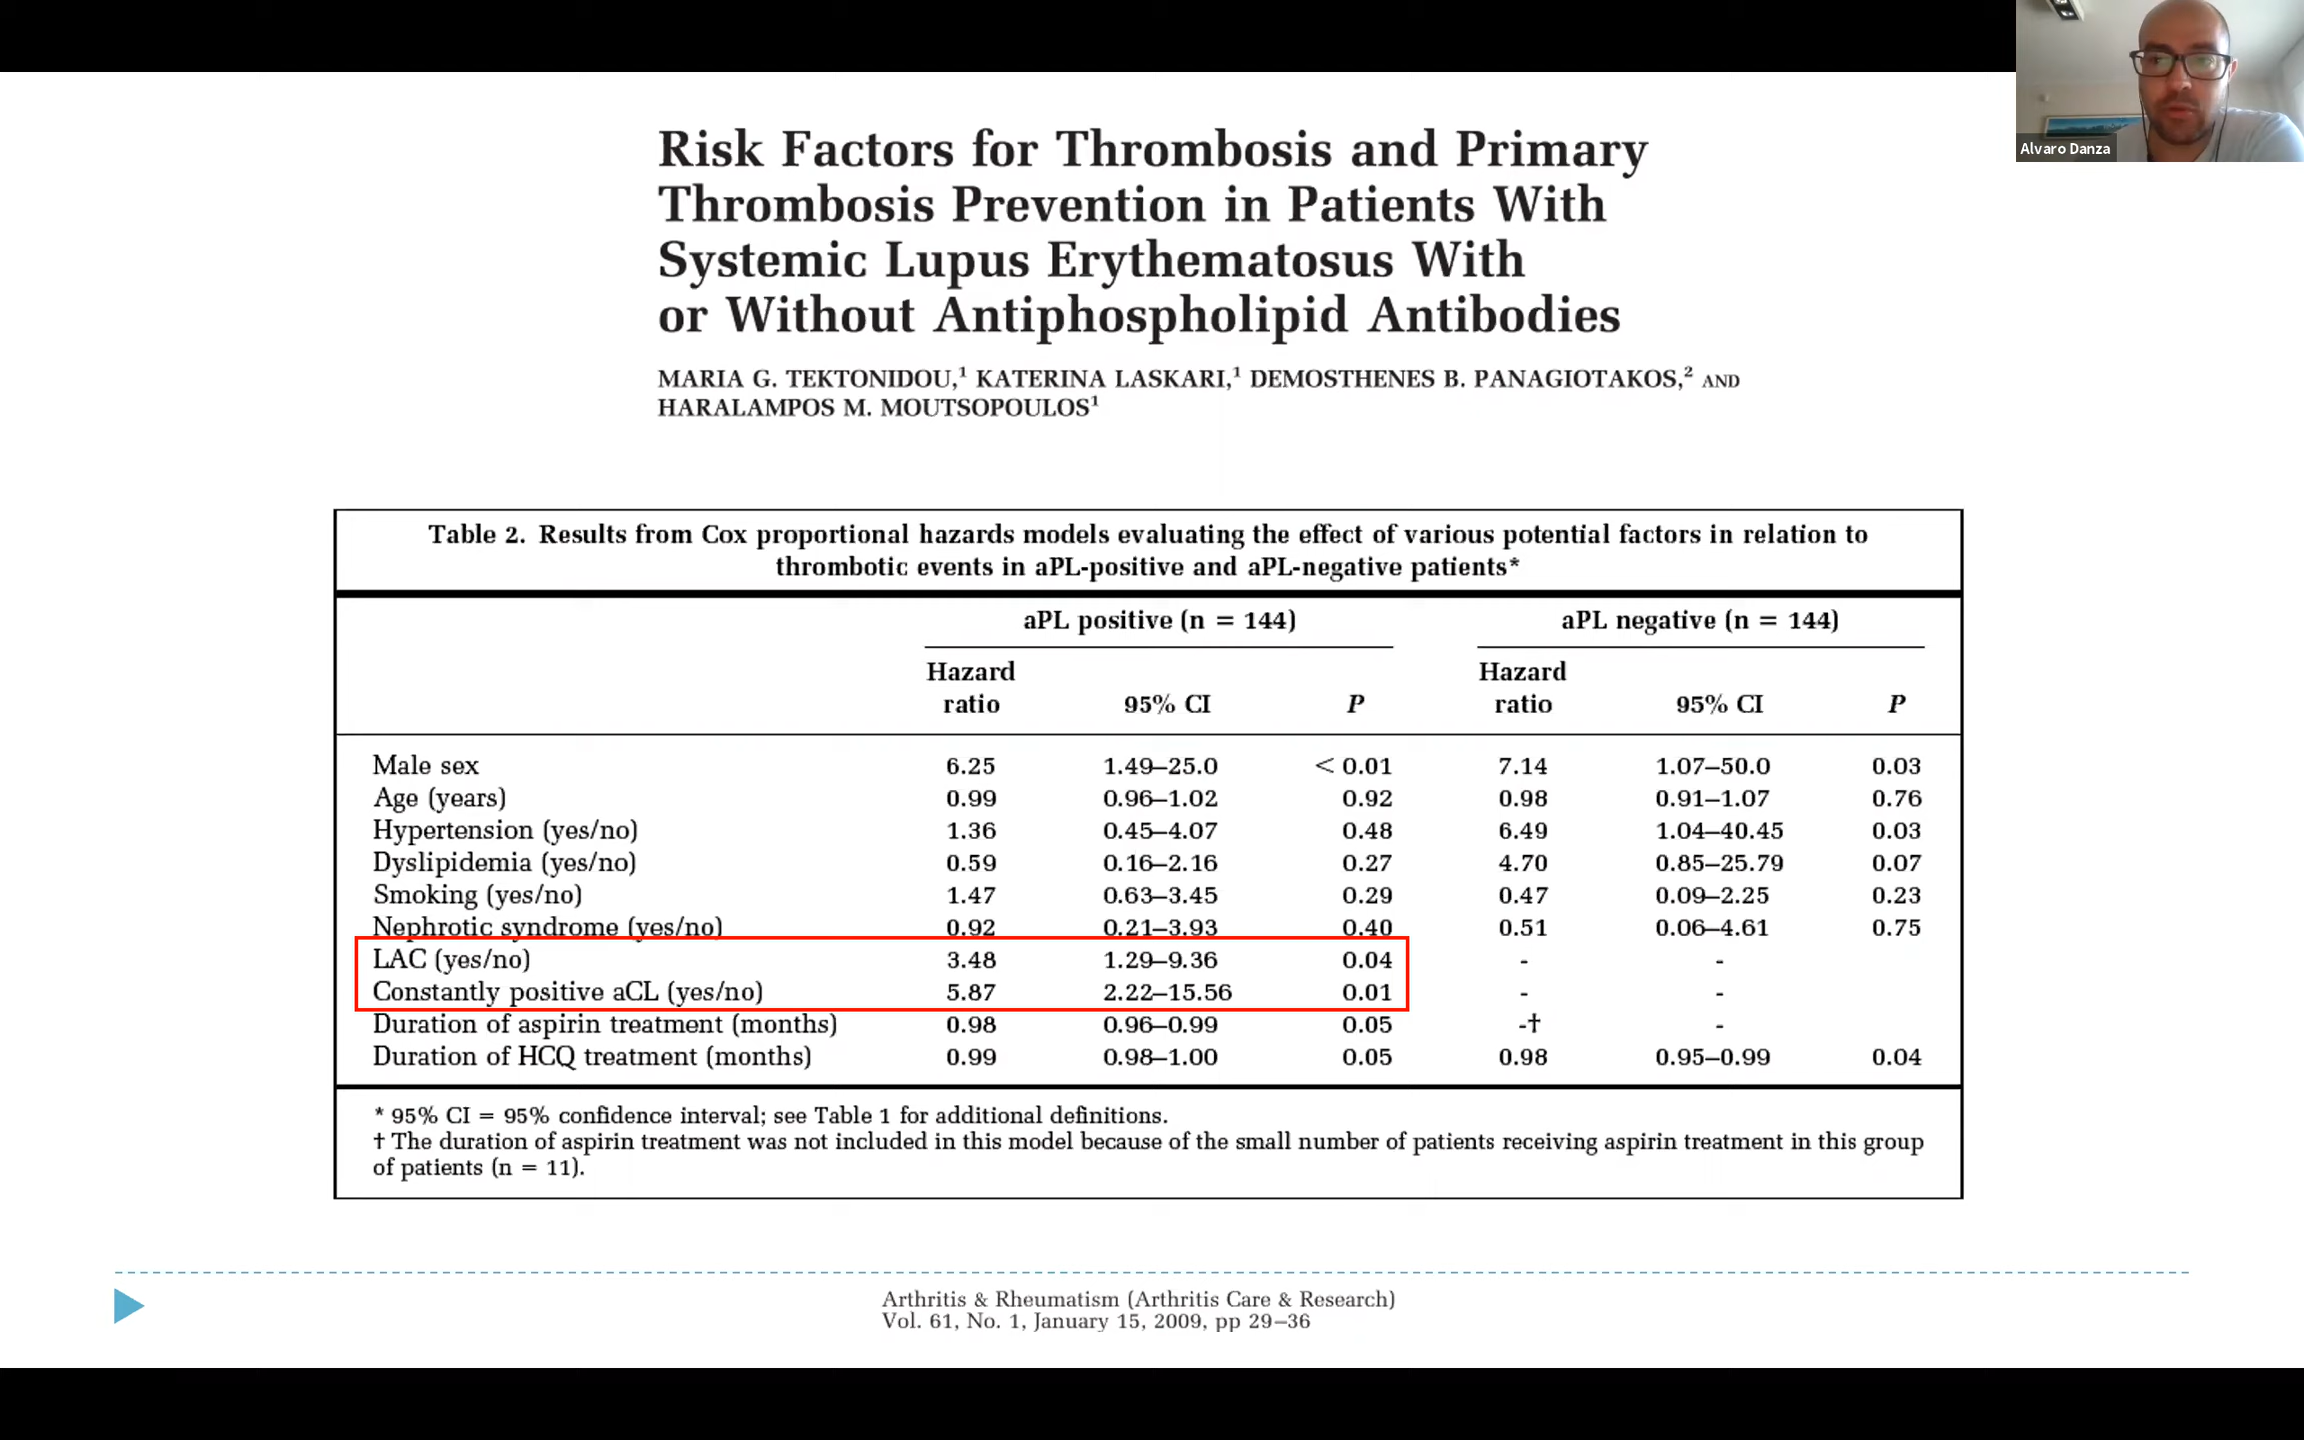 Alvaro Danza
Risk Factors for Thrombosis and Primary
Thrombosis Prevention in Patients With
Systemic Lupus Erythematosus With
or Without Antiphospholipid Antibodies
MARIA G. TEKTONIDOU,¹ KATERINA LASKARI,¹ DEMOSTHENES B. PANAGIOTAKOS,² AND
HARALAMPOS M. MOUTSOPOULOS¹
Table 2. Results from Cox proportional hazards models evaluating the effect of various potential factors in relation to
thrombotic events in aPL-positive and aPL-negative patients*
aPL positive (n = 144) aPL negative (n = 144)
Hazard Hazard
ratio 95% CI P ratio 95% CI P
Male sex 6.25 1.49–25.0 < 0.01 7.14 1.07–50.0 0.03
Age (years) 0.99 0.96–1.02 0.92 0.98 0.91–1.07 0.76
Hypertension (yes/no) 1.36 0.45–4.07 0.48 6.49 1.04–40.45 0.03
Dyslipidemia (yes/no) 0.59 0.16–2.16 0.27 4.70 0.85–25.79 0.07
Smoking (yes/no) 1.47 0.63–3.45 0.29 0.47 0.09–2.25 0.23
Nephrotic syndrome (yes/no) 0.92 0.21–3.93 0.40 0.51 0.06–4.61 0.75
LAC (yes/no) 3.48 1.29–9.36 0.04 - -
Constantly positive aCL (yes/no) 5.87 2.22–15.56 0.01 - -
Duration of aspirin treatment (months) 0.98 0.96–0.99 0.05 -† -
Duration of HCQ treatment (months) 0.99 0.98–1.00 0.05 0.98 0.95–0.99 0.04
* 95% CI = 95% confidence interval; see Table 1 for additional definitions.
† The duration of aspirin treatment was not included in this model because of the small number of patients receiving aspirin treatment in this group
of patients (n = 11).
Arthritis & Rheumatism (Arthritis Care & Research)
Vol. 61, No. 1, January 15, 2009, pp 29–36